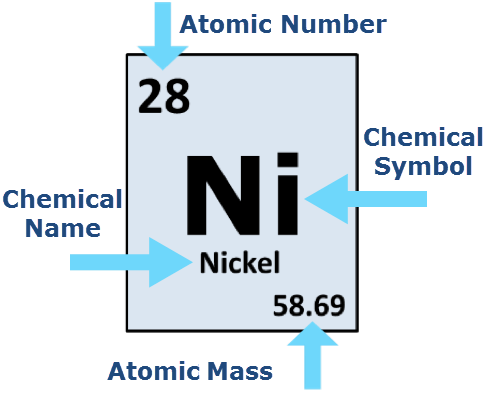 Atomic Number
28
Chemical
Symbol
Ni
Chemical
Name
Nickel
58.69
Atomic Mass